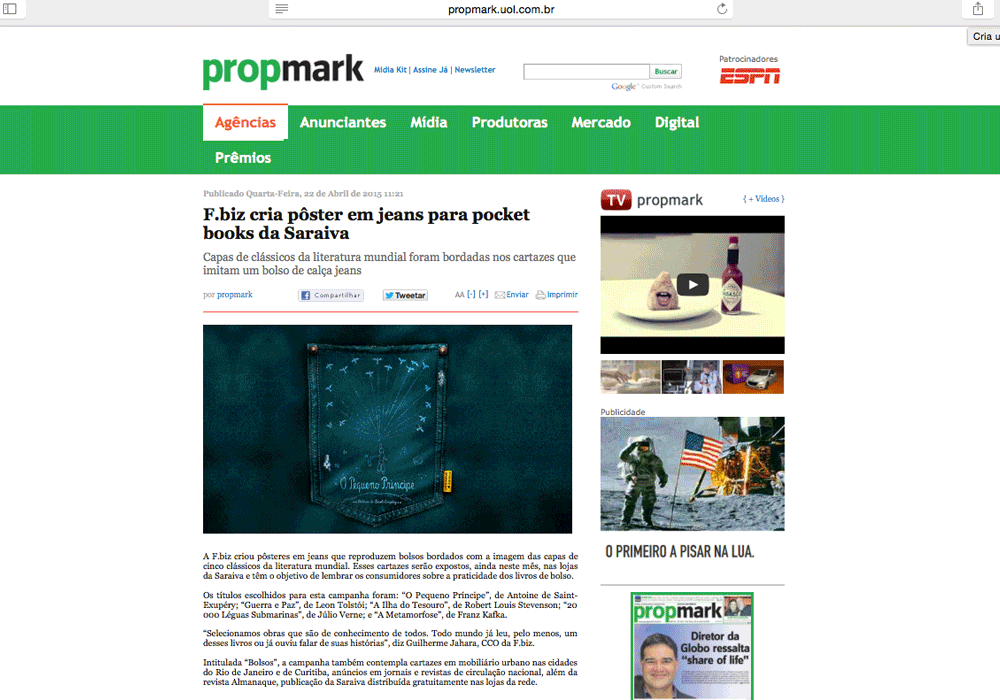 propmark.uol.com.br
Cria u
propmark
Mídia Kit | Assine Já | Newsletter
Buscar
Google Custom Search
Patrocinadores
ESPN
Agências
Anunciantes
Mídia
Produtoras
Mercado
Digital
Prêmios
Publicado Quarta-Feira, 22 de Abril de 2015 11:21
F.biz cria pôster em jeans para pocket
books da Saraiva
Capas de clássicos da literatura mundial foram bordadas nos cartazes que
imitam um bolso de calça jeans
por propmark
Compartilhar
Tweetar
AA [-] [+]
Enviar
Imprimir
O Pequeno Príncipe
A F.biz criou pôsteres em jeans que reproduzem bolsos bordados com a imagem das capas de
cinco clássicos da literatura mundial. Esses cartazes serão expostos, ainda neste mês, nas lojas
da Saraiva e têm o objetivo de lembrar os consumidores sobre a praticidade dos livros de bolso.
Os títulos escolhidos para esta campanha foram: “O Pequeno Príncipe”, de Antoine de Saint-
Exupéry; “Guerra e Paz”, de Leon Tolstói; “A Ilha do Tesouro”, de Robert Louis Stevenson; “20
000 Léguas Submarinas”, de Júlio Verne; e “A Metamorfose”, de Franz Kafka.
“Selecionamos obras que são de conhecimento de todos. Todo mundo já leu, pelo menos, um
desses livros ou já ouviu falar de suas histórias”, diz Guilherme Jahara, CCO da F.biz.
Intitulada “Bolsos”, a campanha também contempla cartazes em mobiliário urbano nas cidades
do Rio de Janeiro e de Curitiba, anúncios em jornais e revistas de circulação nacional, além da
revista Almanaque, publicação da Saraiva distribuída gratuitamente nas lojas da rede.
TV propmark
{ + Vídeos }
TABASCO
Publicidade
O PRIMEIRO A PISAR NA LUA.
propmark
Diretor da
Globo ressalta
“share of life”